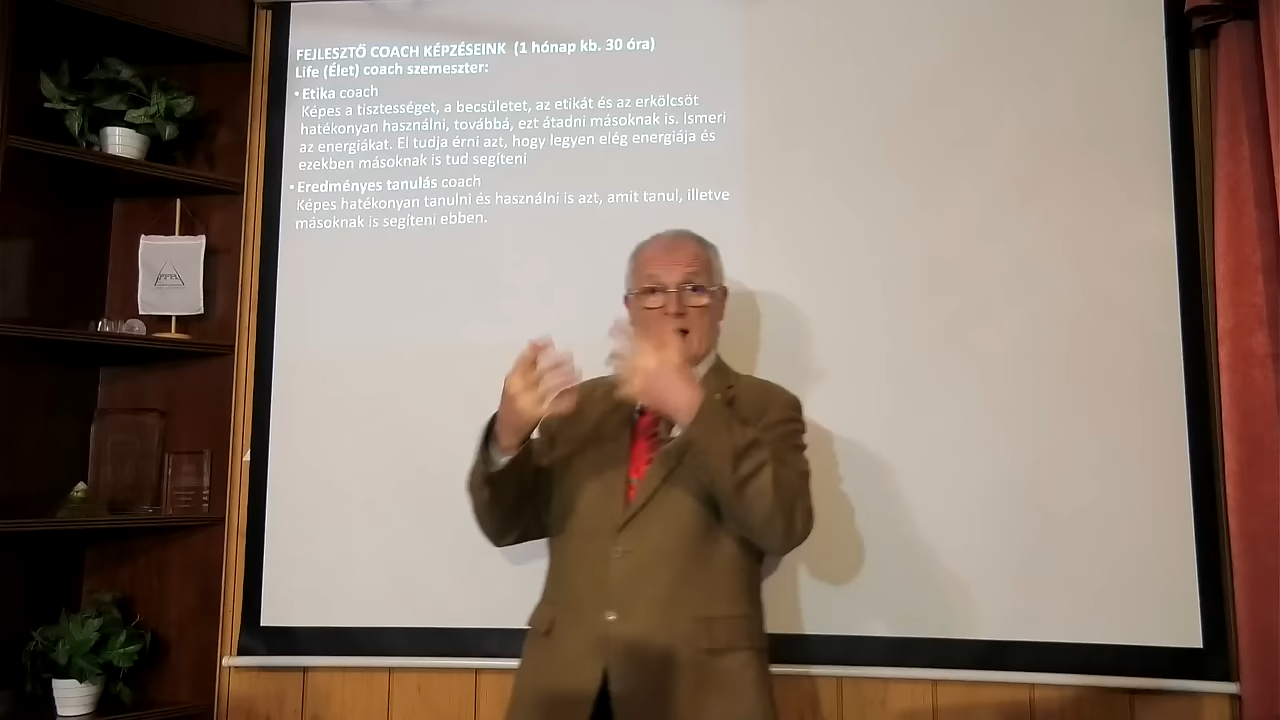 FEJLESZTŐ COACH KÉPZÉSEINK (1 hónap kb. 30 óra)
Life (Élet) coach szemeszter:
• Etika coach
Képes a tisztességet, a becsületet, az etikát és az erkölcsöt
hatékonyan használni, továbbá, ezt átadni másoknak is. Ismeri
az energiákat. El tudja érni azt, hogy legyen elég energiája és
ezekben másoknak is tud segíteni
• Eredményes tanulás coach
Képes hatékonyan tanulni és használni is azt, amit tanul, illetve
másoknak is segíteni ebben.